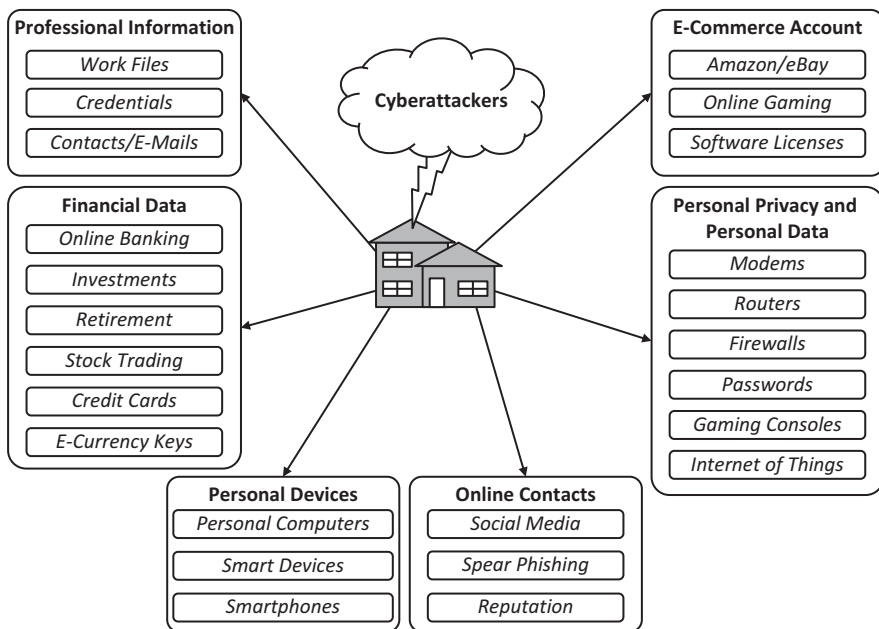 Professional Information
Work Files
Credentials
Contacts/E-Mails
Cyberattackers
E-Commerce Account
Amazon/eBay
Online Gaming
Software Licenses
Financial Data
Online Banking
Investments
Retirement
Stock Trading
Credit Cards
E-Currency Keys
Personal Privacy and
Personal Data
Modems
Routers
Firewalls
Passwords
Gaming Consoles
Internet of Things
Personal Devices
Personal Computers
Smart Devices
Smartphones
Online Contacts
Social Media
Spear Phishing
Reputation